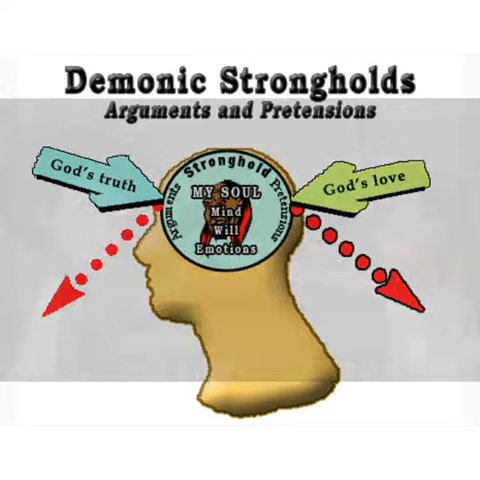 Demonic Strongholds
Arguments and Pretensions
God's truth
God's love
Stronghold
Arguments
Pretensions
MY SOUL
Mind
Will
Emotions